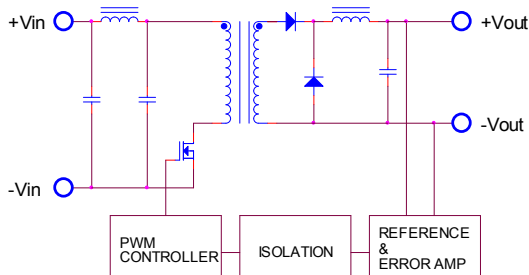 +Vin
+Vout
-Vout
-Vin
PWM
CONTROLLER
ISOLATION
REFERENCE
&
ERROR AMP